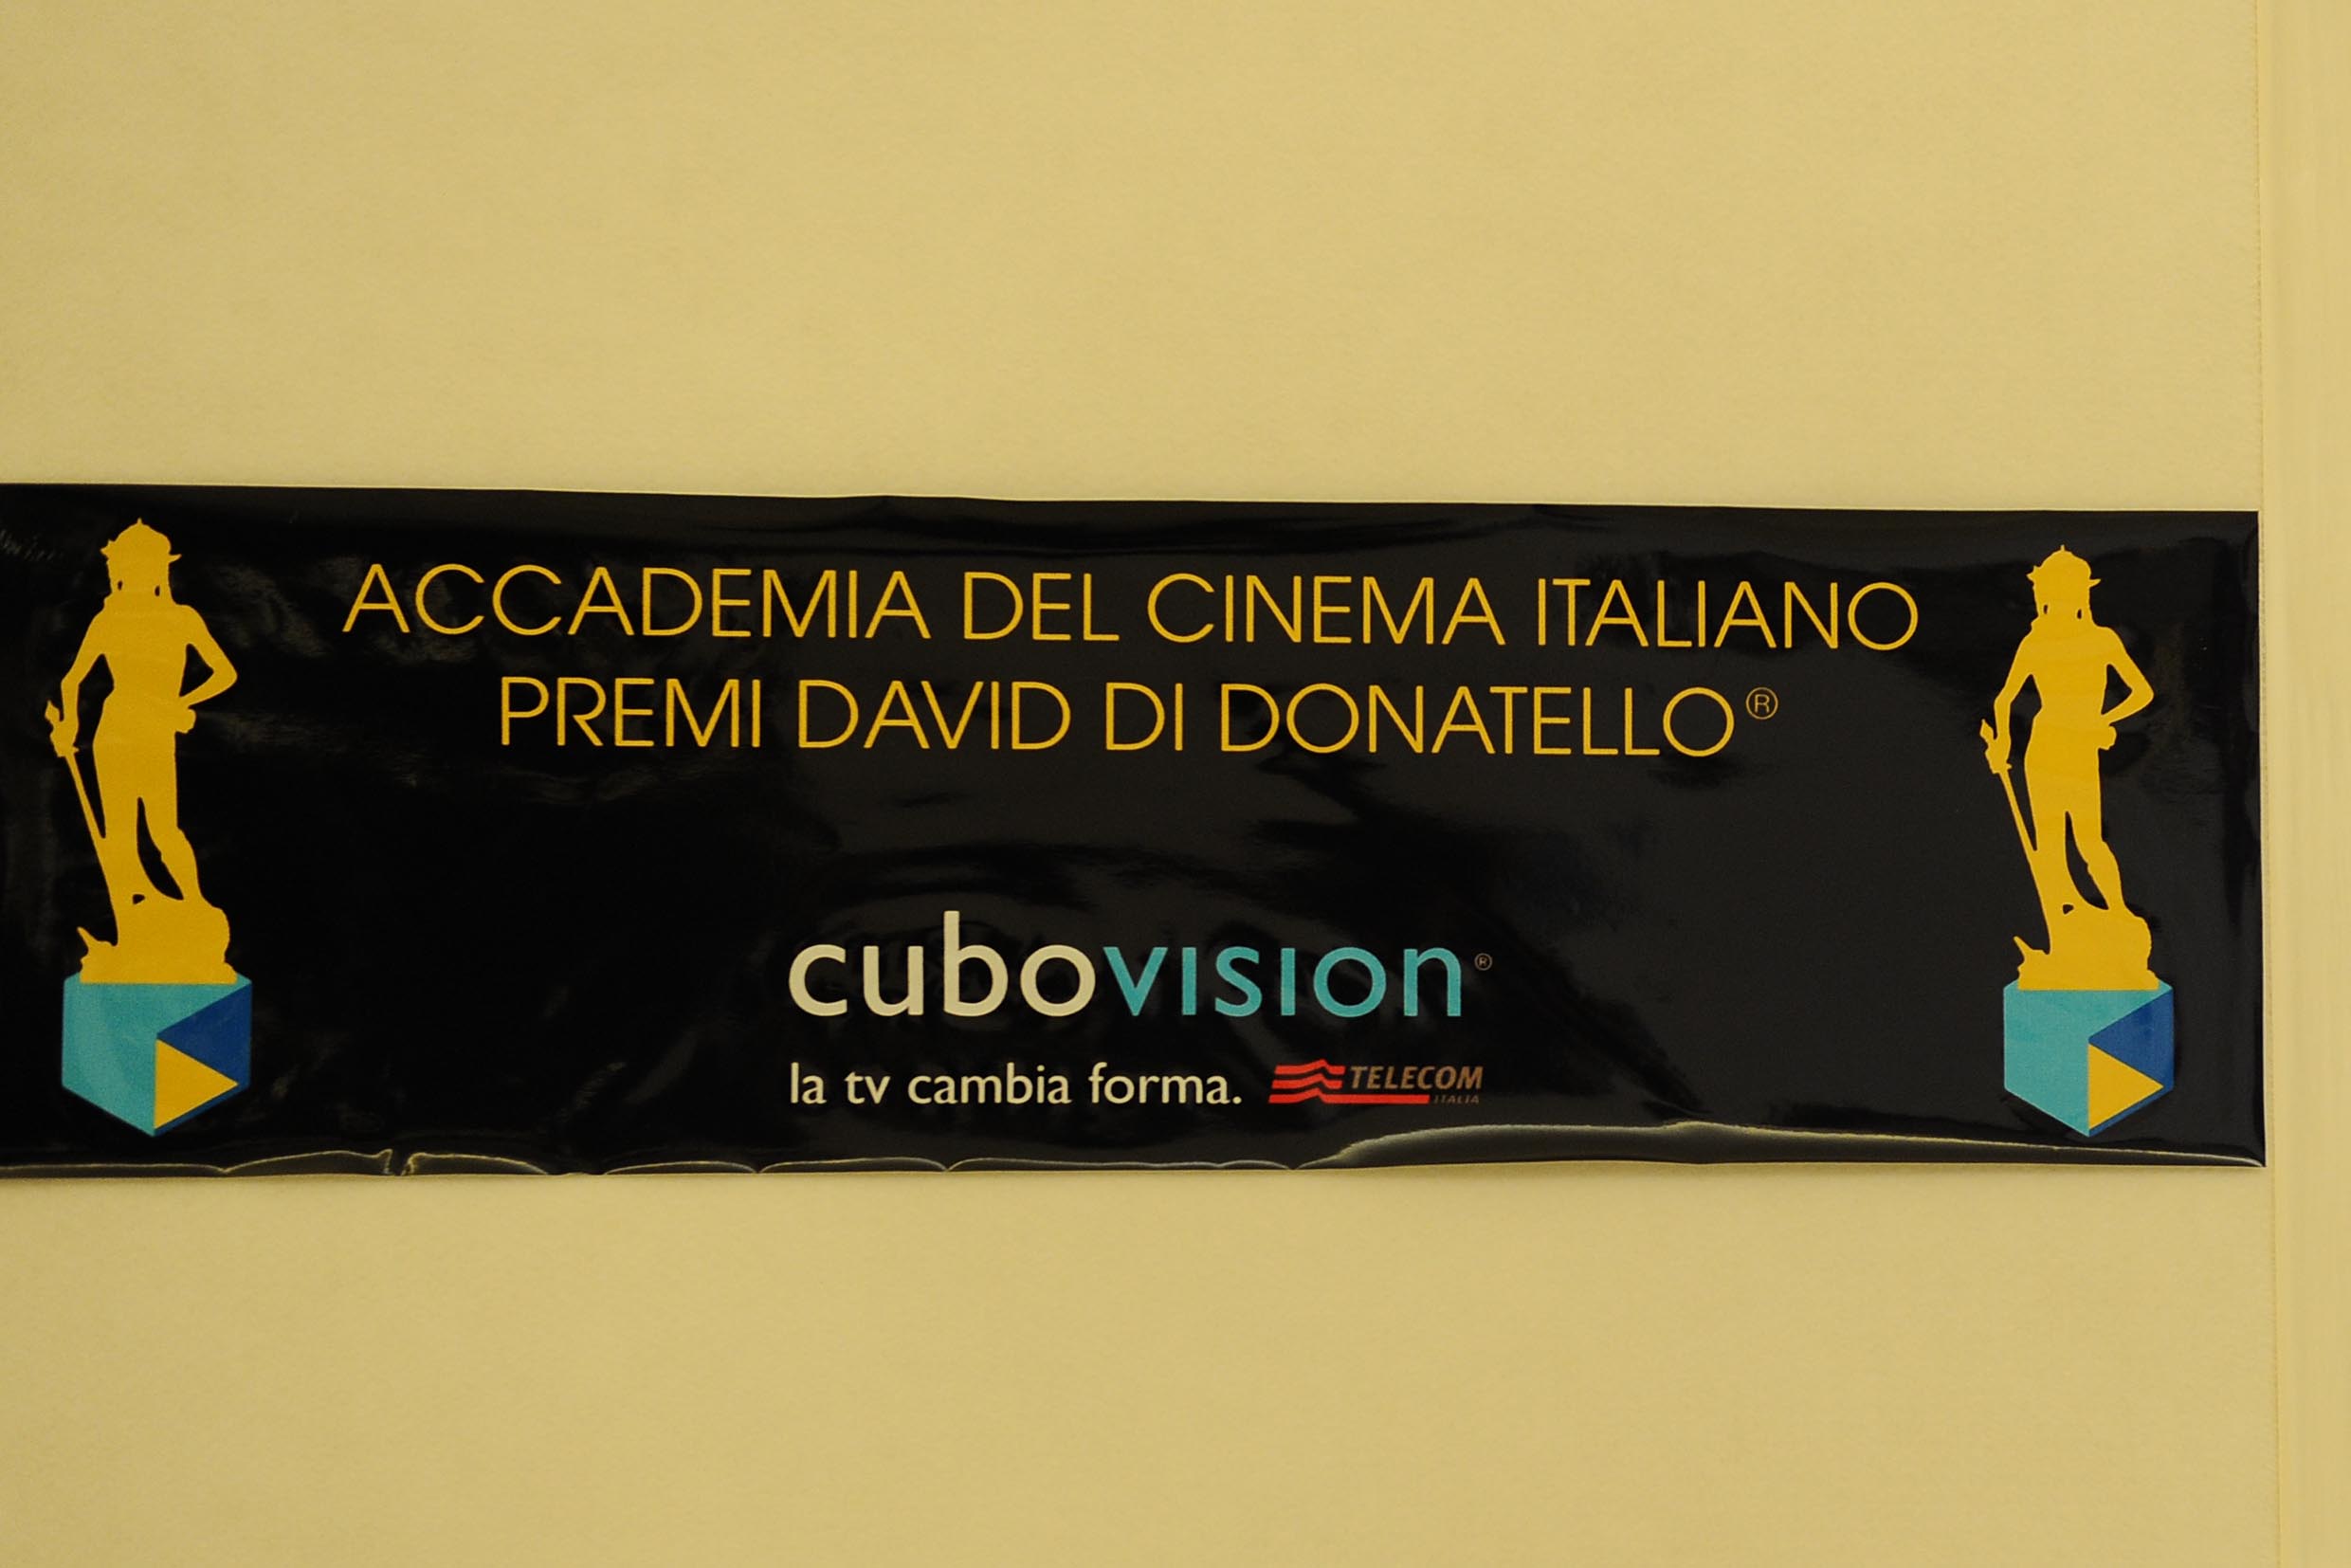 ACCADEMIA DEL CINEMA ITALIANO
PREMI DAVID DI DONATELLO®
cubovision®
la tv cambia forma. TELECOM
ITALIA